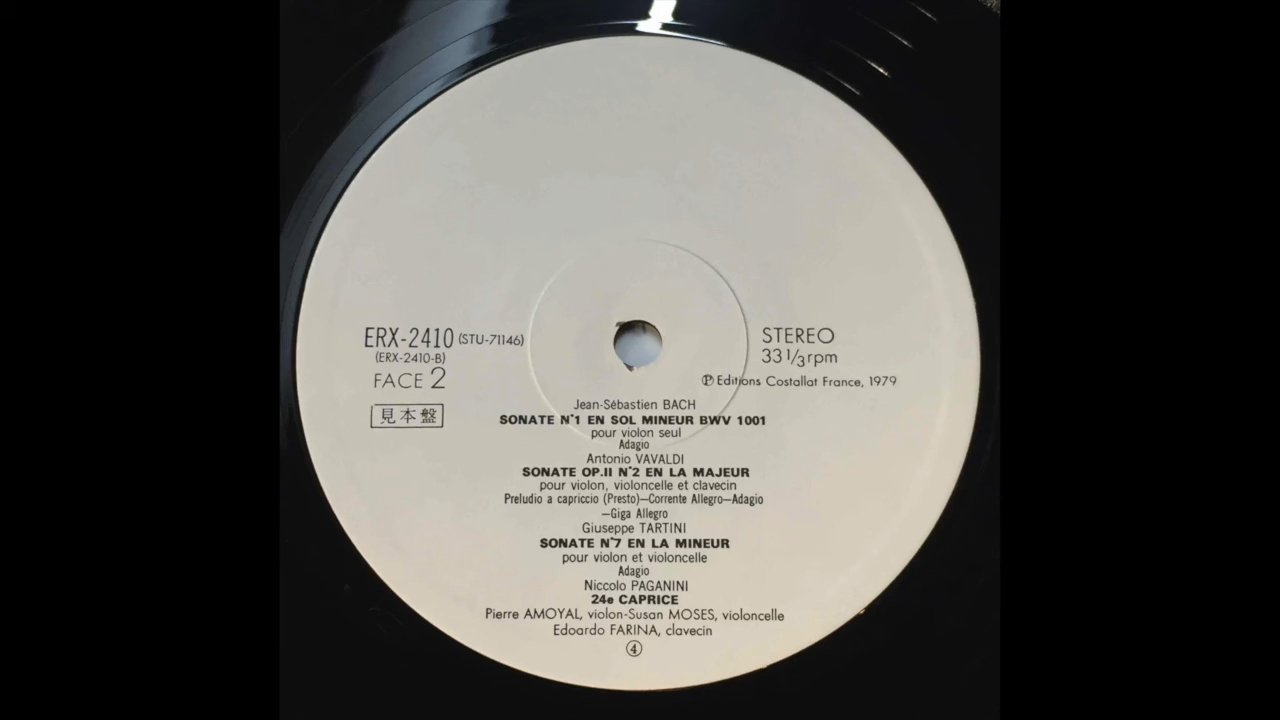 ERX-2410 (STU-71146)
(ERX-2410-B)
FACE 2
見本盤
STEREO
33 1/3 rpm
Ⓟ Editions Costallat France, 1979
Jean-Sébastien BACH
SONATE N°1 EN SOL MINEUR BWV 1001
pour violon seul
Adagio
Antonio VAVALDI
SONATE OP.II N°2 EN LA MAJEUR
pour violon, violoncelle et clavecin
Preludio a capriccio (Presto)—Corrente Allegro—Adagio
—Giga Allegro
Giuseppe TARTINI
SONATE N°7 EN LA MINEUR
pour violon et violoncelle
Adagio
Niccolo PAGANINI
24e CAPRICE
Pierre AMOYAL, violon-Susan MOSES, violoncelle
Edoardo FARINA, clavecin
④